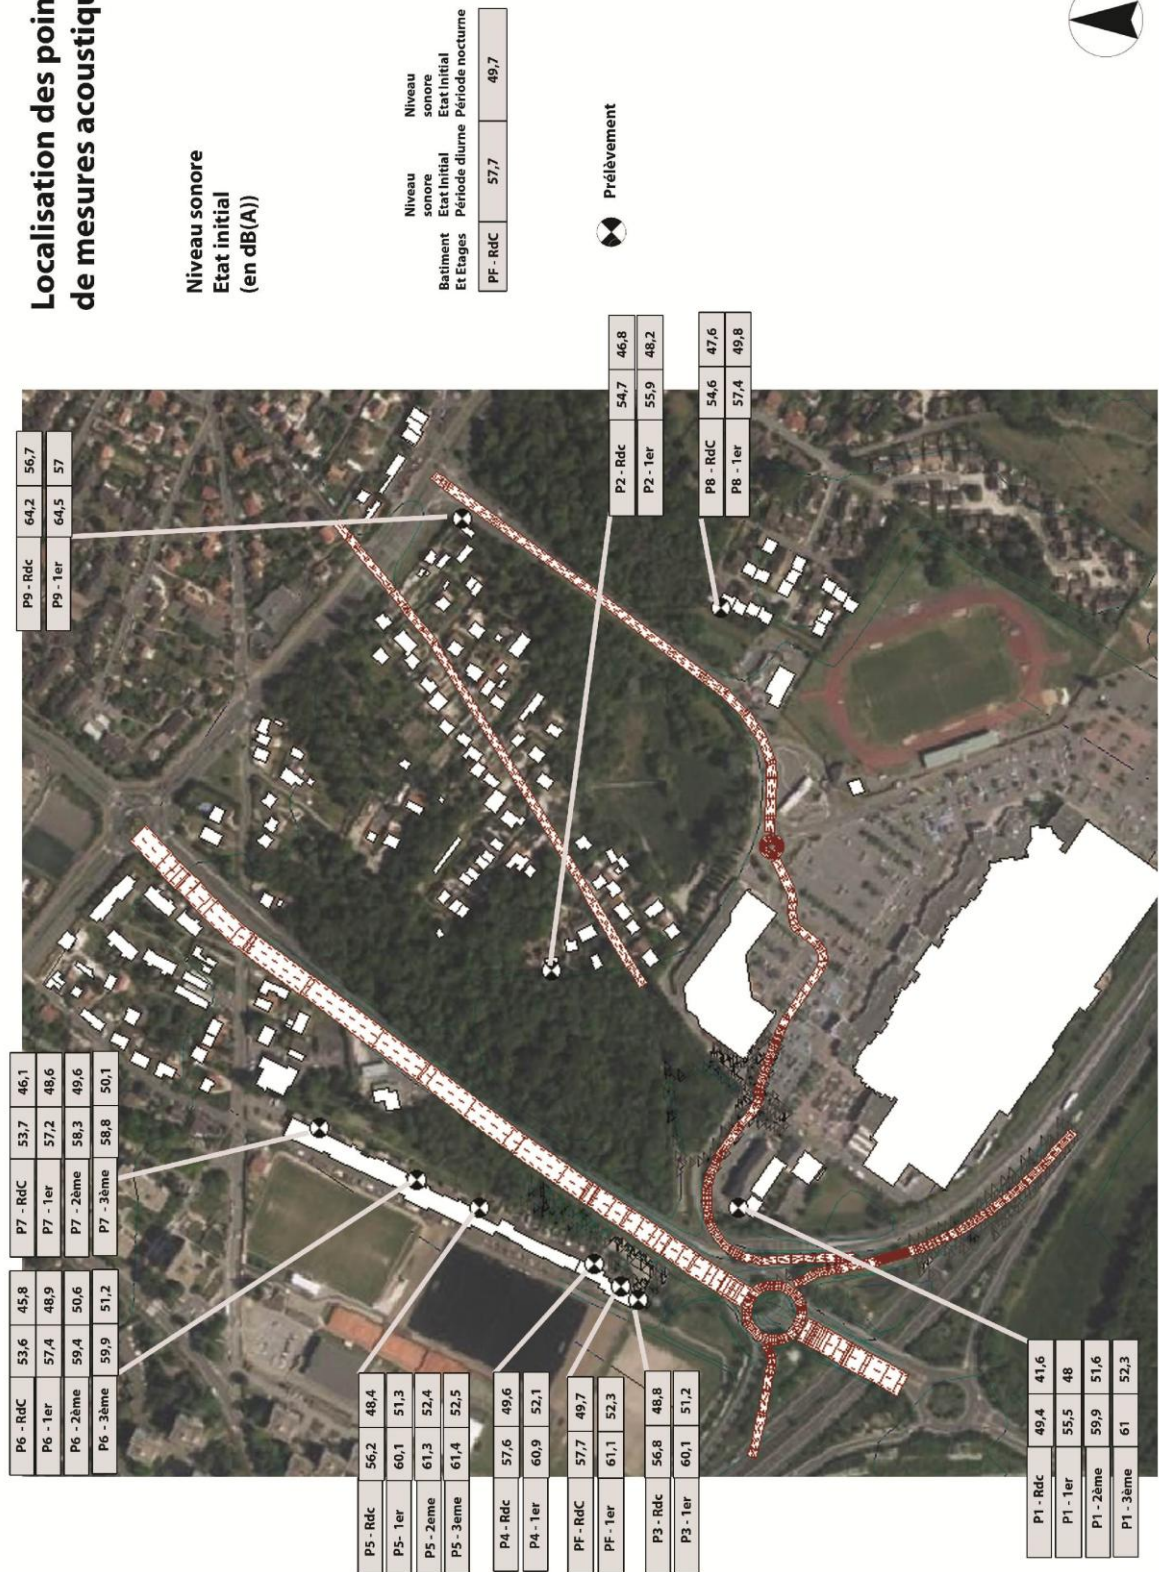 Localisation des poin
de mesures acoustiqu
Niveau sonore
Etat initial
(en dB(A))
Batiment
Et Etages
Niveau
sonore
Etat Initial
Période diurne
Niveau
sonore
Etat Initial
Période nocturne
PF - RdC 57,7 49,7
Prélèvement
P9 - Rdc 64,2 56,7
P9 - 1er 64,5 57
P2 - Rdc 54,7 46,8
P2 - 1er 55,9 48,2
P8 - RdC 54,6 47,6
P8 - 1er 57,4 49,8
P7 - RdC 53,7 46,1
P7 - 1er 57,2 48,6
P7 - 2ème 58,3 49,6
P7 - 3ème 58,8 50,1
P6 - RdC 53,6 45,8
P6 - 1er 57,4 48,9
P6 - 2ème 59,4 50,6
P6 - 3ème 59,9 51,2
P5 - Rdc 56,2 48,4
P5- 1er 60,1 51,3
P5 - 2eme 61,3 52,4
P5 - 3eme 61,4 52,5
P4 - Rdc 57,6 49,6
P4 - 1er 60,9 52,1
PF - RdC 57,7 49,7
PF - 1er 61,1 52,3
P3 - Rdc 56,8 48,8
P3 - 1er 60,1 51,2
P1 - Rdc 49,4 41,6
P1 - 1er 55,5 48
P1 - 2ème 59,9 51,6
P1 - 3ème 61 52,3